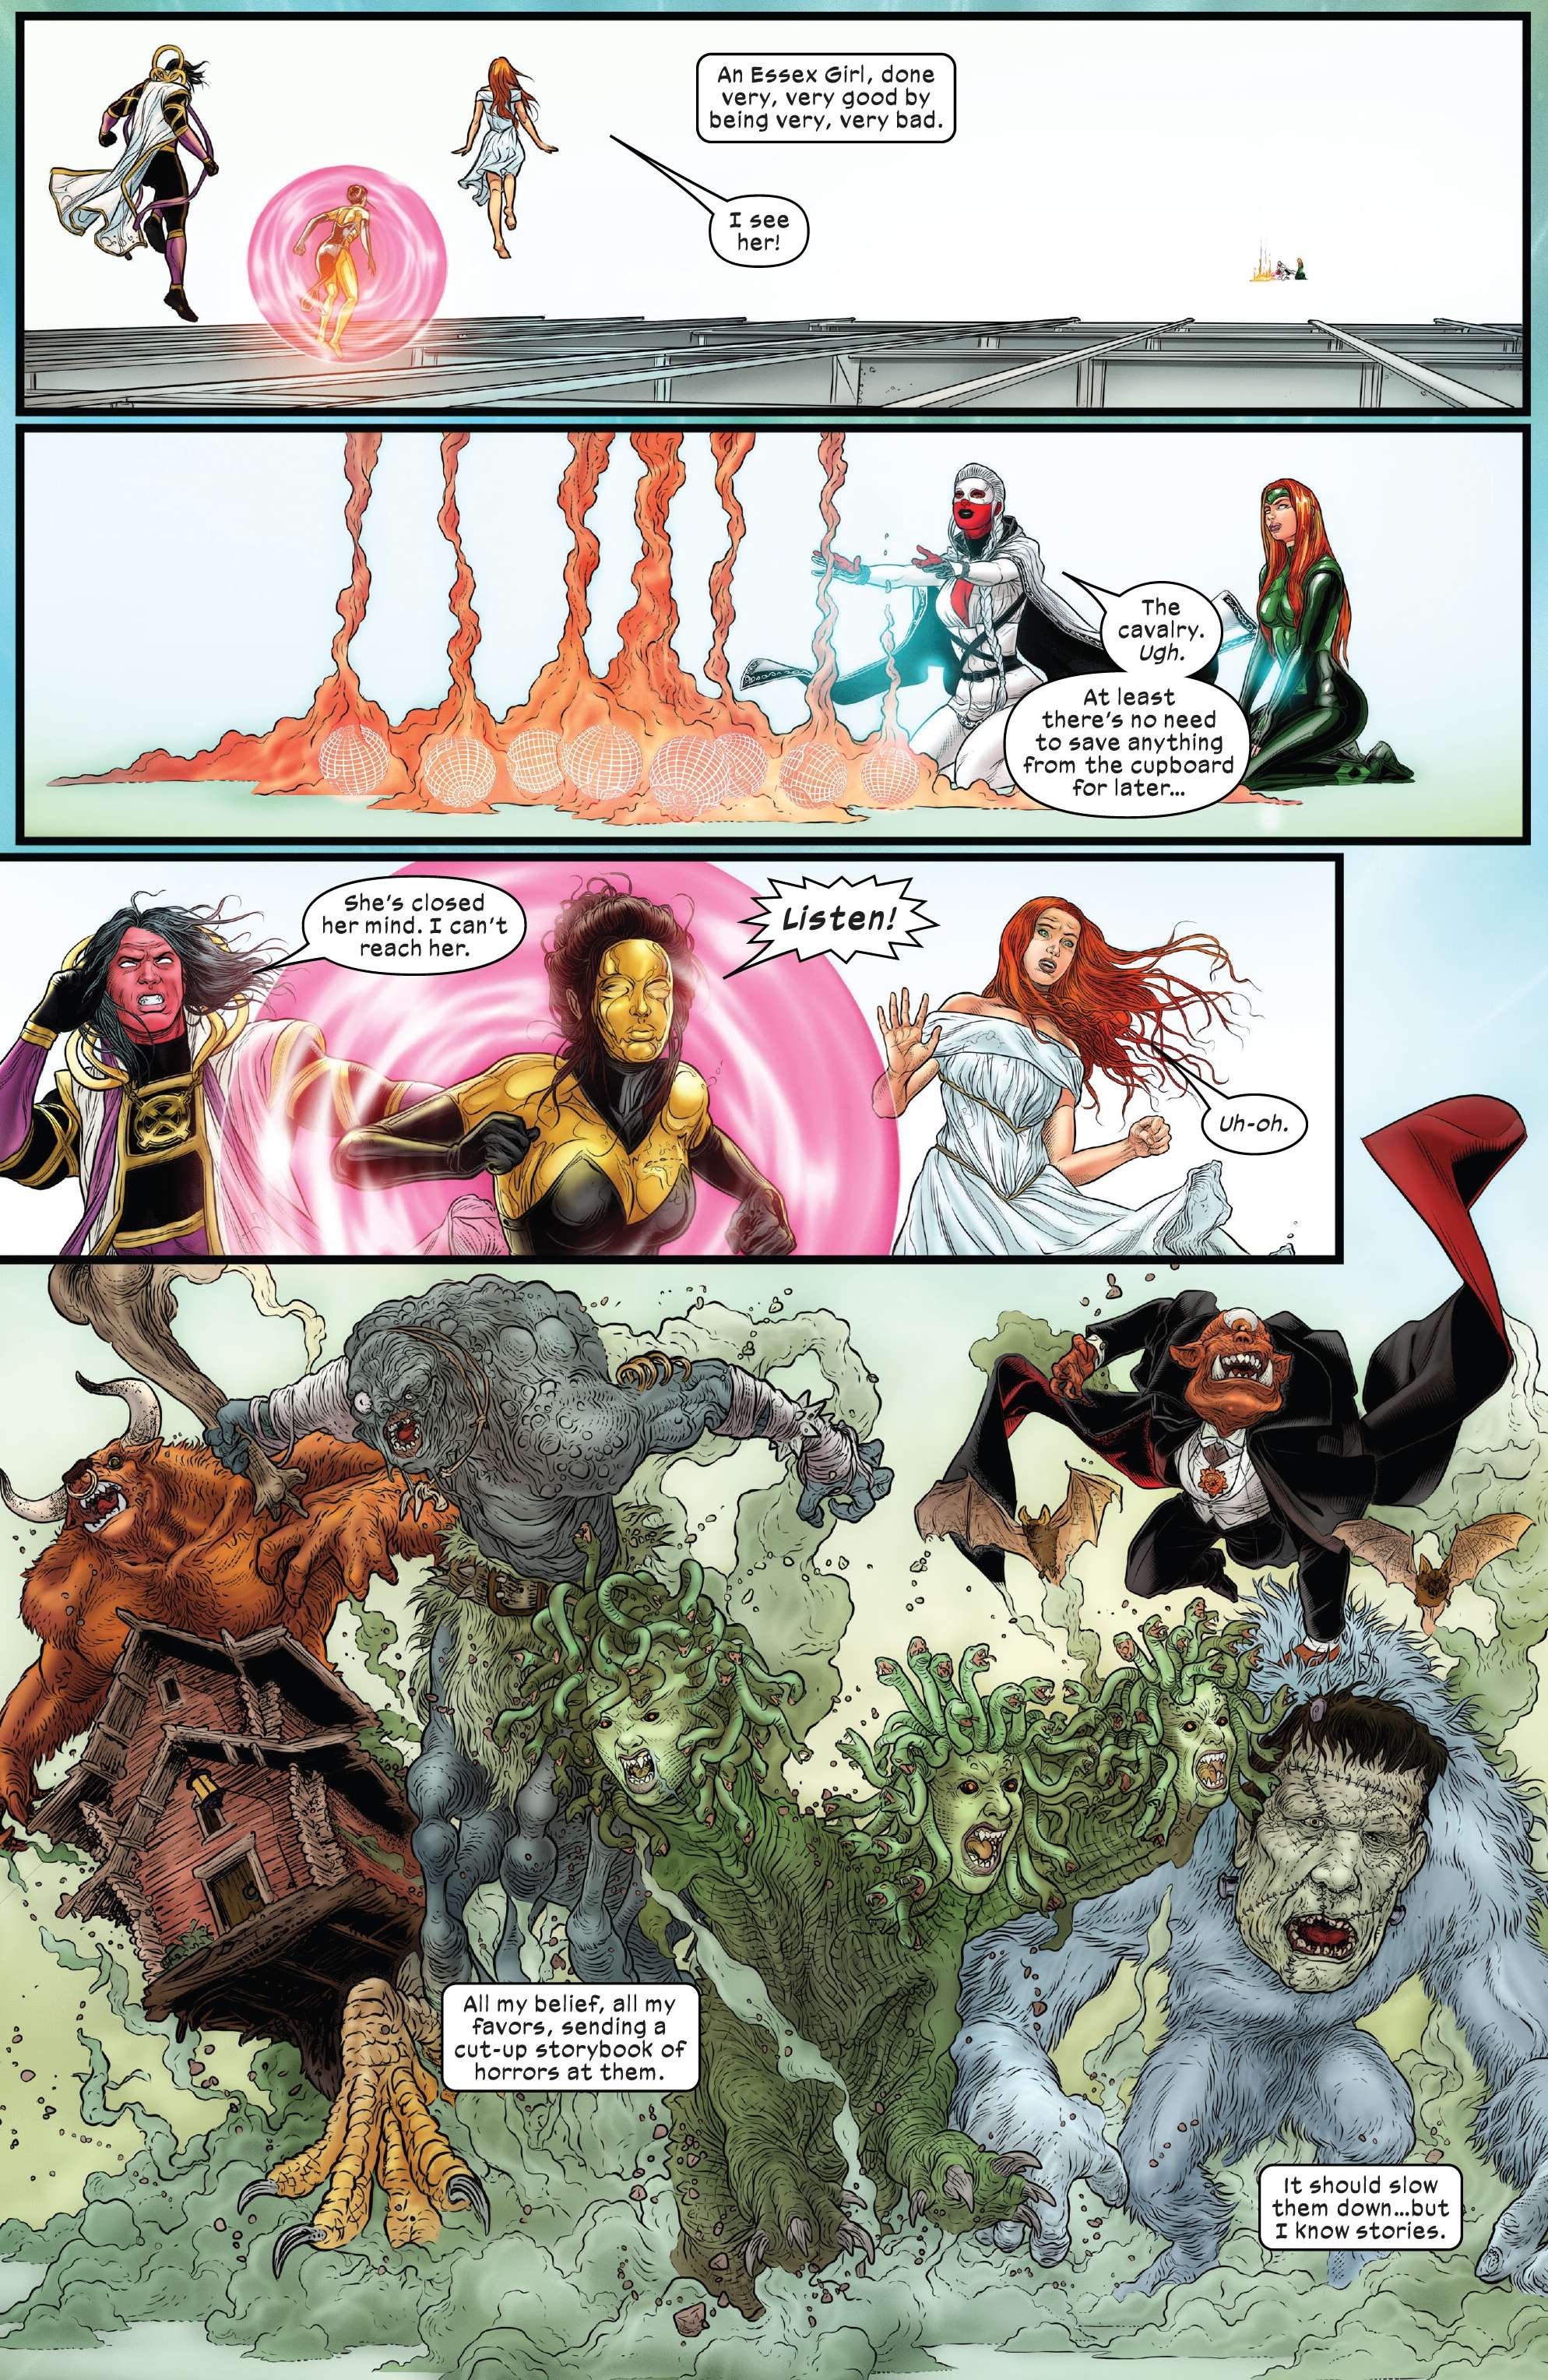 An Essex Girl, done
very, very good by
being very, very bad.
I see
her!
The
cavalry.
Ugh.
At least
there's no need
to save anything
from the cupboard
for later...
She's closed
her mind. I can't
reach her.
Listen!
Uh-oh.
All my belief, all my
favors, sending a
cut-up storybook of
horrors at them.
It should slow
them down...but
I know stories.